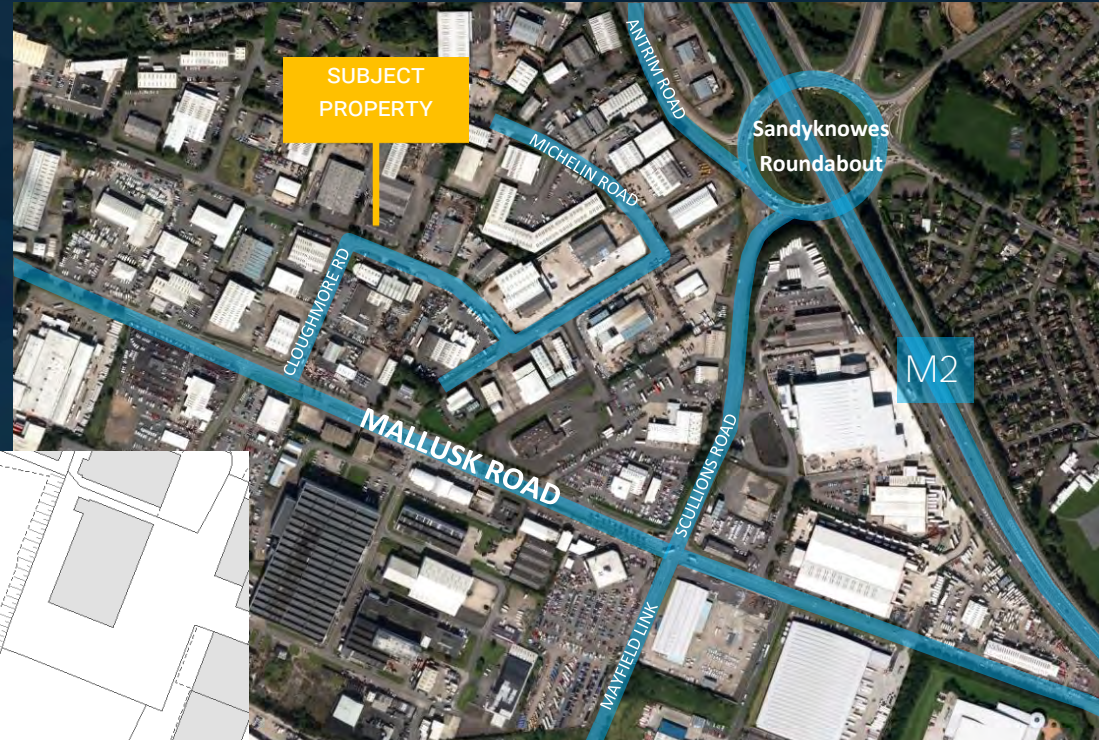 SUBJECT
PROPERTY
ANTRIM ROAD
Sandyknowes
Roundabout
MICHELIN ROAD
CLOUGHMORE RD
M2
MALLUSK ROAD
SCULLIONS ROAD
MAYFIELD LINK